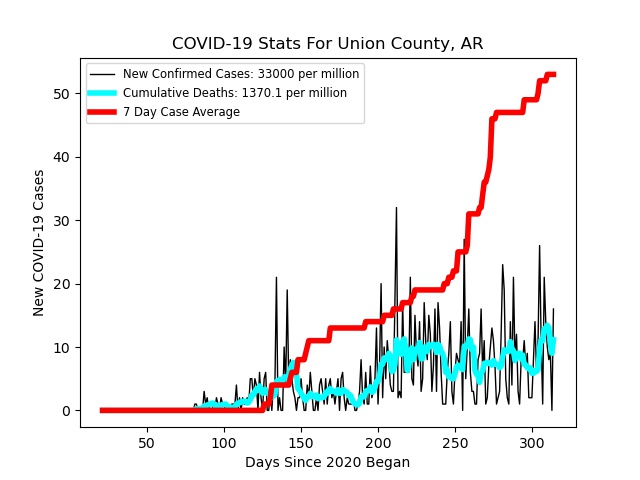 COVID-19 Stats For Union County, AR
New Confirmed Cases: 33000 per million
Cumulative Deaths: 1370.1 per million
7 Day Case Average
New COVID-19 Cases
50
40
30
20
10
0
50 100 150 200 250 300
Days Since 2020 Began